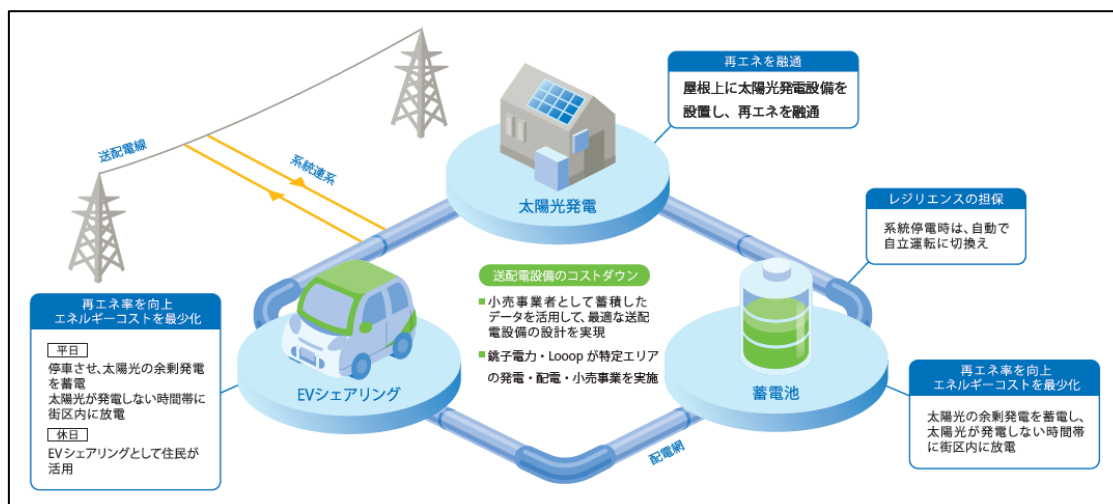 再エネを融通
屋根上に太陽光発電設備を
設置し、再エネを融通
送配電線
系統連系
太陽光発電
レジリエンスの担保
系統停電時は、自動で
自立運転に切換え
送配電設備のコストダウン
■小売事業者として蓄積した
データを活用して、最適な送配
電設備の設計を実現
■銚子電力・Looopが特定エリア
の発電・配電・小売事業を実施
再エネ率を向上
エネルギーコストを最少化
平日
停車させ、太陽光の余剰発電
を蓄電
太陽光が発電しない時間帯に
街区内に放電
休日
EVシェアリングとして住民が
活用
EVシェアリング
蓄電池
再エネ率を向上
エネルギーコストを最少化
太陽光の余剰発電を蓄電し、
太陽光が発電しない時間帯
に街区内に放電
配電網